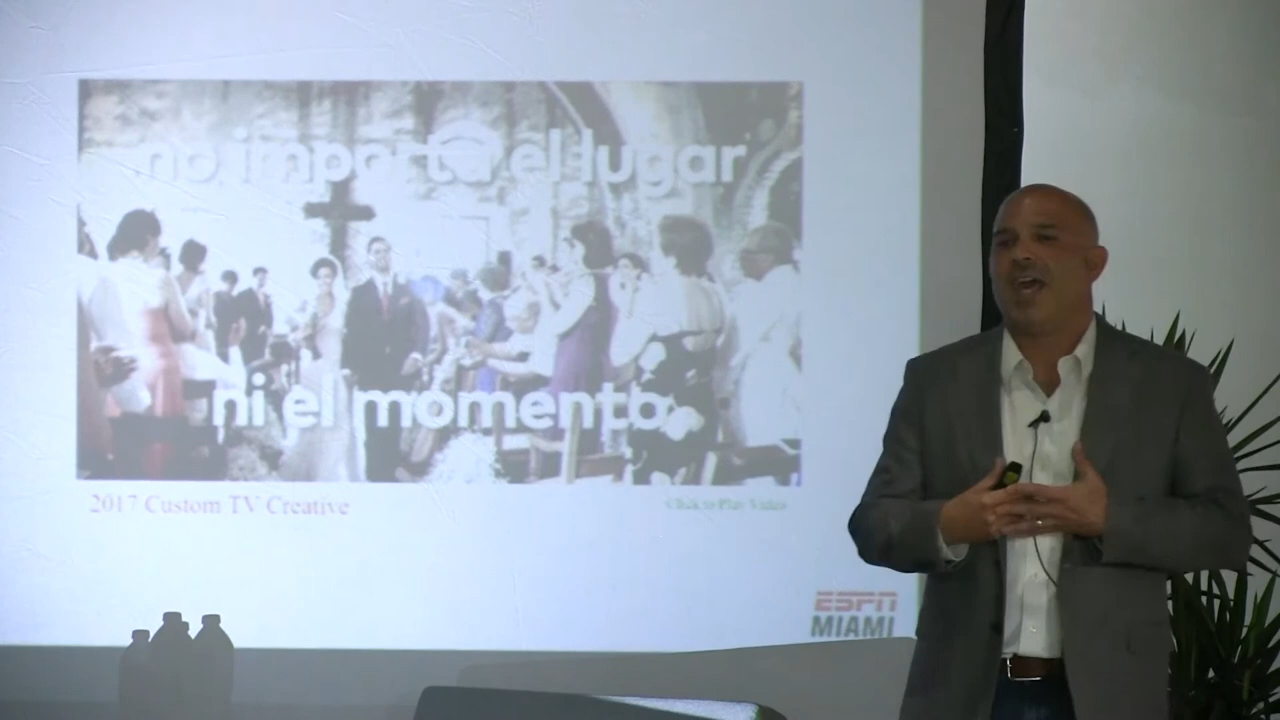 no importa el lugar
ni el momento
2017 Custom TV Creative
Click to Play Video
ESPN
MIAMI